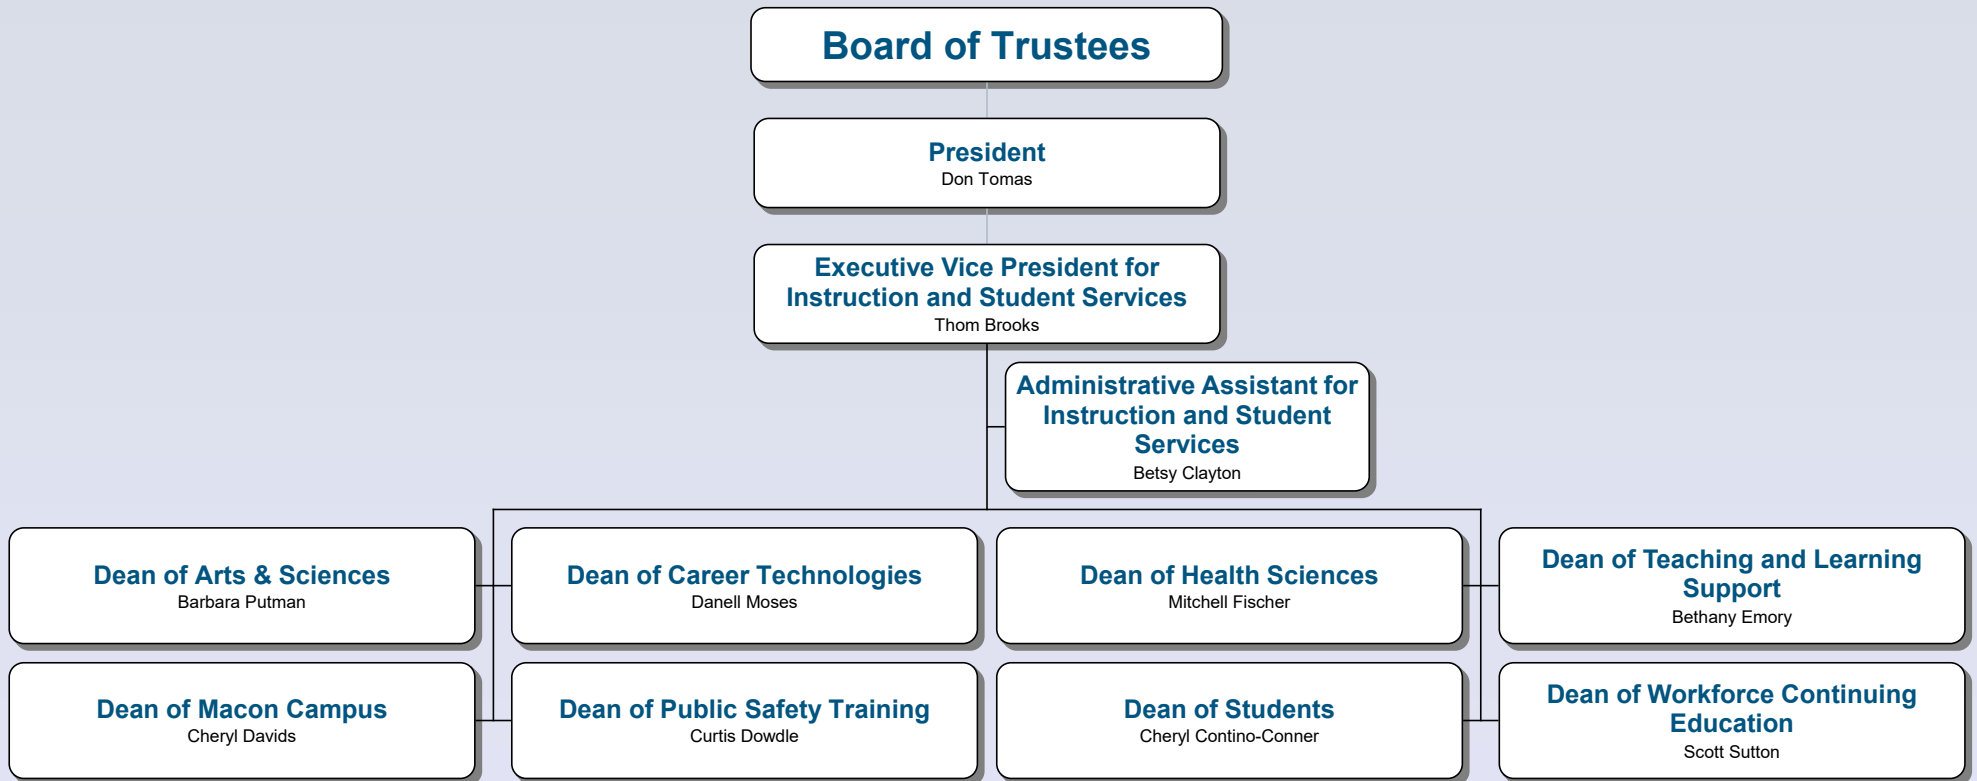 Board of Trustees
President
Don Tomas
Executive Vice President for
Instruction and Student Services
Thom Brooks
Administrative Assistant for
Instruction and Student
Services
Betsy Clayton
Dean of Arts & Sciences
Barbara Putman
Dean of Career Technologies
Danell Moses
Dean of Health Sciences
Mitchell Fischer
Dean of Teaching and Learning
Support
Bethany Emory
Dean of Macon Campus
Cheryl Davids
Dean of Public Safety Training
Curtis Dowdle
Dean of Students
Cheryl Contino-Conner
Dean of Workforce Continuing
Education
Scott Sutton